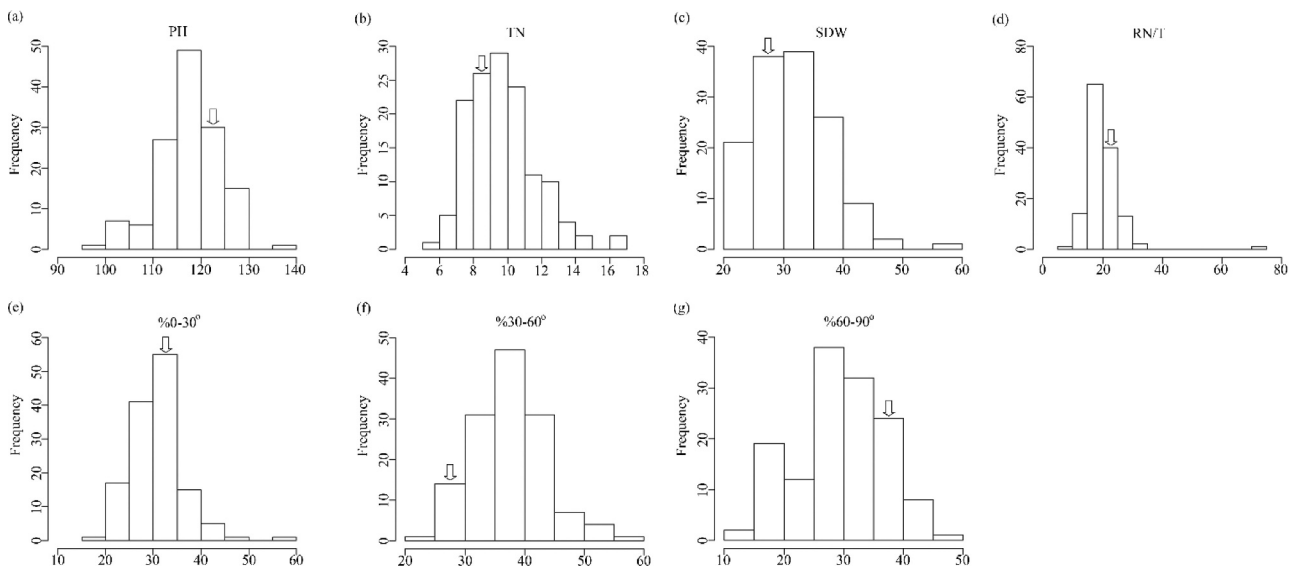 (a)
PH
Frequency
50
40
30
20
10
0
90 100 110 120 130 140
(b)
TN
30
25
20
15
10
5
0
4 6 8 10 12 14 16 18
(c)
SDW
Frequency
40
30
20
10
0
20 30 40 50 60
(d)
RN/T
Frequency
80
60
40
20
0
0 20 40 60 80
(e)
%0-30°
Frequency
60
50
40
30
20
10
0
10 20 30 40 50 60
(f)
%30-60°
Frequency
50
40
30
20
10
0
20 30 40 50 60
(g)
%60-90°
Frequency
40
30
20
10
0
10 20 30 40 50